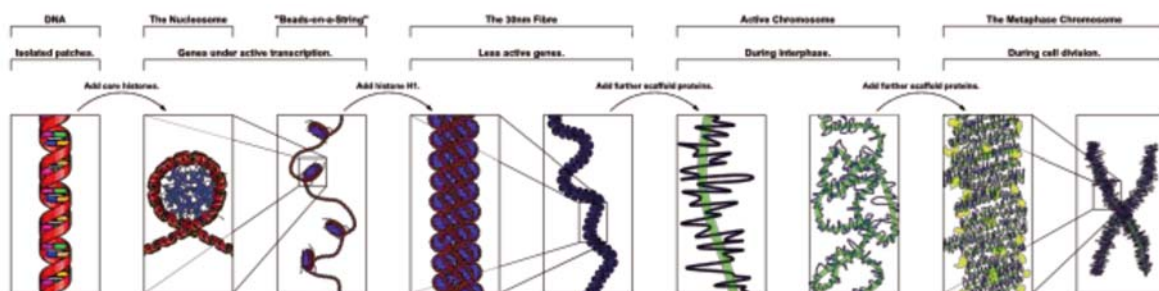 DNA
The Nucleosome
"Beads-on-a-String"
The 30nm Fibre
Active Chromosome
The Metaphase Chromosome
Isolated patches.
Genes under active transcription.
Less active genes.
During interphase.
During cell division.
Add core histones.
Add histone H1.
Add further scaffold proteins.
Add further scaffold proteins.